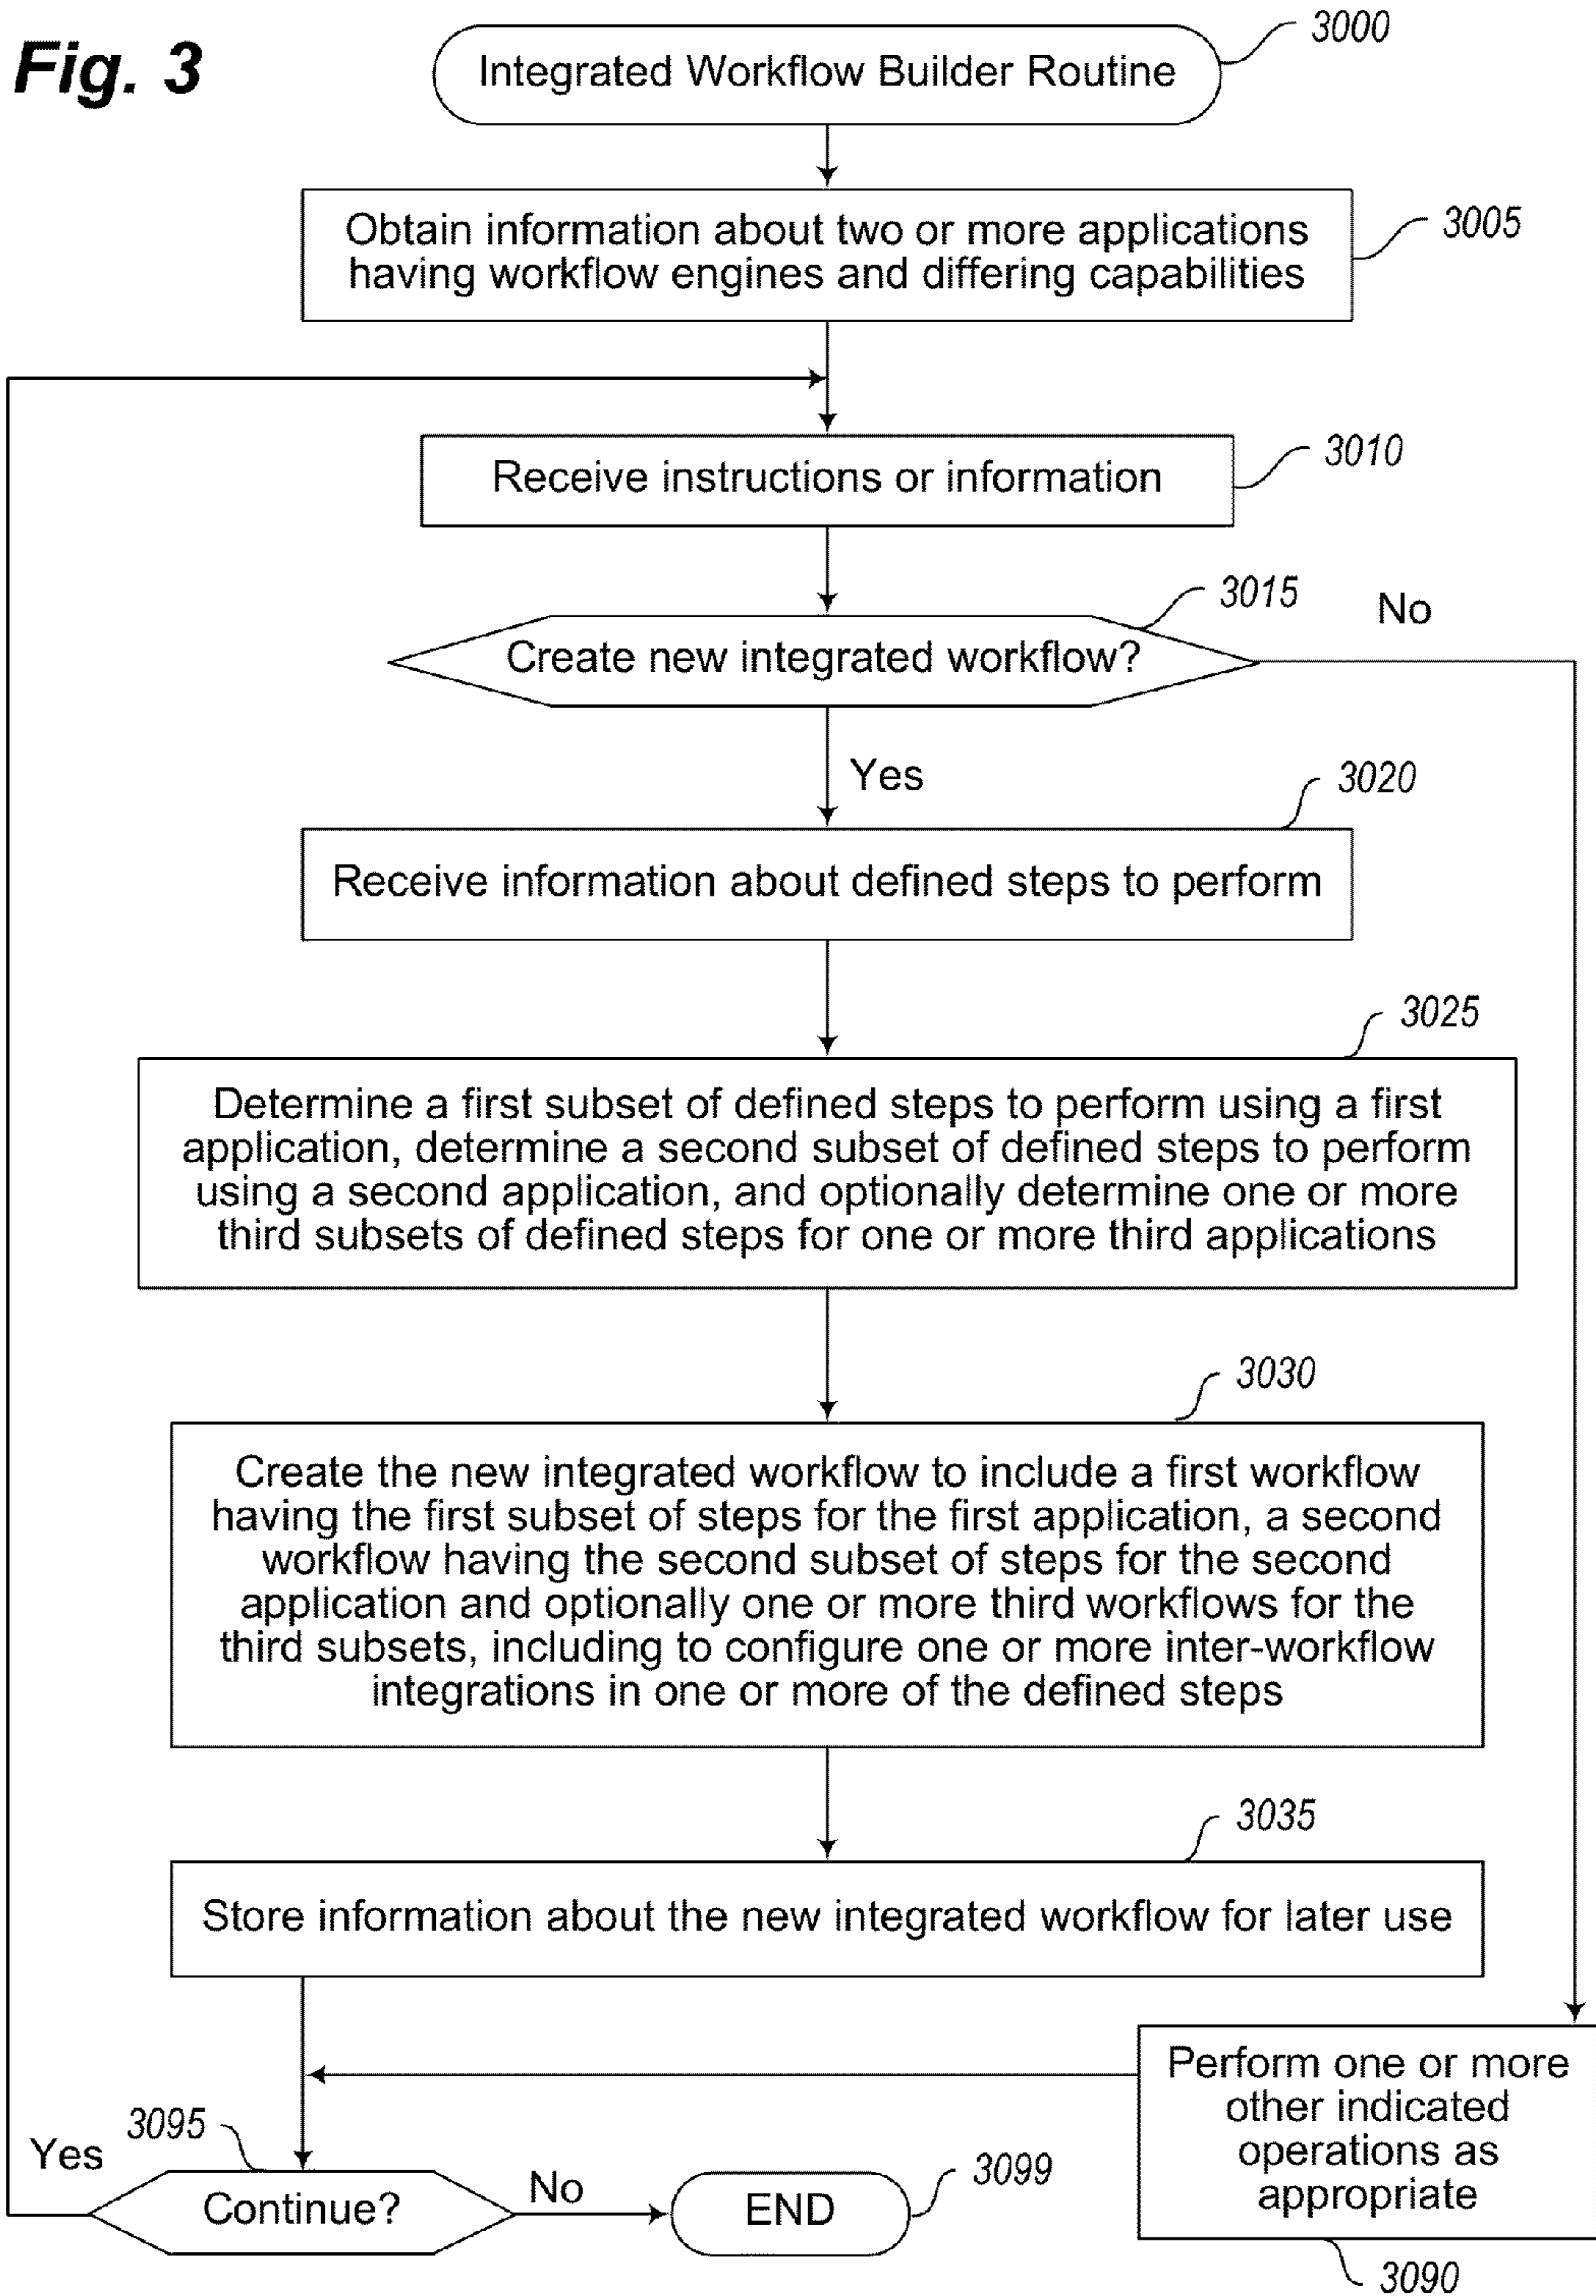 Fig. 3
3000
Integrated Workflow Builder Routine
3005
Obtain information about two or more applications
having workflow engines and differing capabilities
3010
Receive instructions or information
3015
No
Create new integrated workflow?
Yes
3020
Receive information about defined steps to perform
3025
Determine a first subset of defined steps to perform using a first
application, determine a second subset of defined steps to perform
using a second application, and optionally determine one or more
third subsets of defined steps for one or more third applications
3030
Create the new integrated workflow to include a first workflow
having the first subset of steps for the first application, a second
workflow having the second subset of steps for the second
application and optionally one or more third workflows for the
third subsets, including to configure one or more inter-workflow
integrations in one or more of the defined steps
3035
Store information about the new integrated workflow for later use
Perform one or more
other indicated
operations as
appropriate
3090
3095
Yes
Continue?
No
END
3099